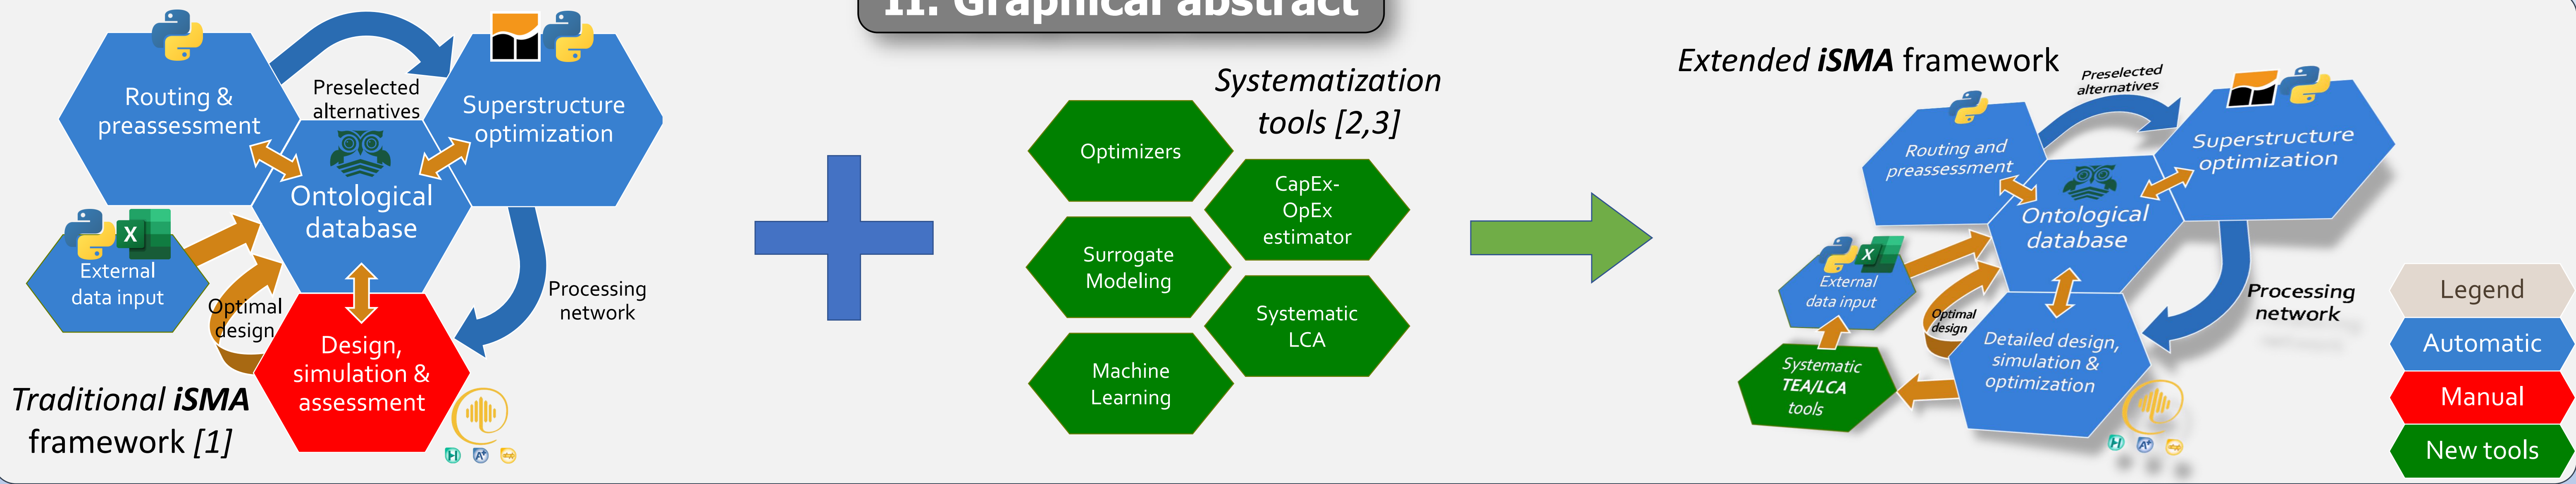 II. Graphical abstract
Routing &
preassessment
Preselected
alternatives
Superstructure
optimization
Ontological
database
X
External
data input
Optimal
design
Processing
network
Design,
simulation &
assessment
Traditional iSMA
framework [1]
Systematization
tools [2,3]
Optimizers
CapEx-
OpEx
estimator
Surrogate
Modeling
Systematic
LCA
Machine
Learning
Extended iSMA framework
Preselected
alternatives
Routing and
preassessment
Superstructure
optimization
Ontological
database
X
External
data input
Optimal
design
Processing
network
Detailed design,
simulation &
optimization
Systematic
TEA/LCA
tools
Legend
Automatic
Manual
New tools